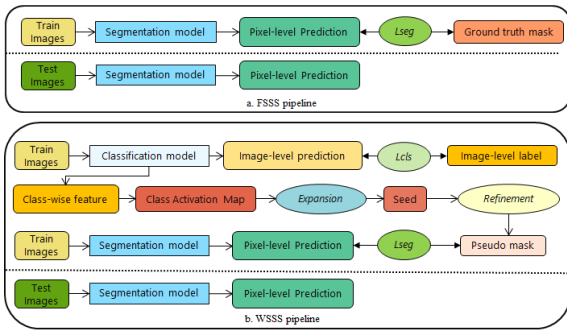 Train Images
Segmentation model
Pixel-level Prediction
Lseg
Ground truth mask
Test Images
Segmentation model
Pixel-level Prediction
a. FSSS pipeline
Train Images
Classification model
Image-level prediction
Lcls
Image-level label
Class-wise feature
Class Activation Map
Expansion
Seed
Refinement
Train Images
Segmentation model
Pixel-level Prediction
Lseg
Pseudo mask
Test Images
Segmentation model
Pixel-level Prediction
b. WSSS pipeline